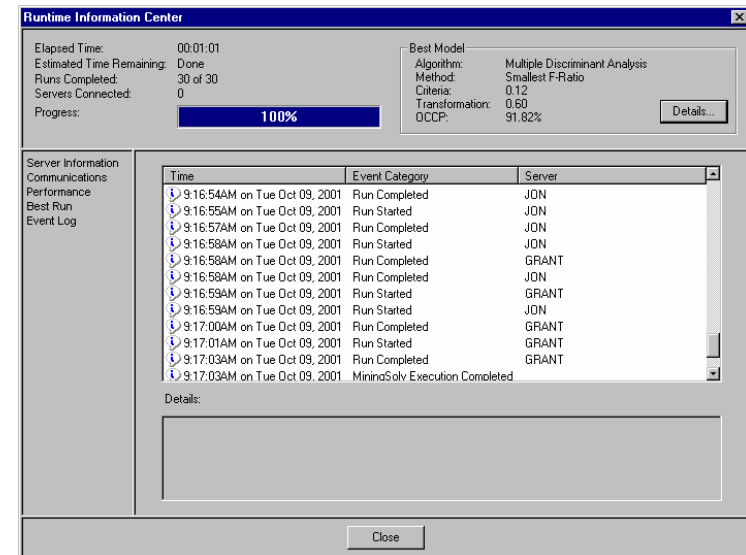 Runtime Information Center
Elapsed Time: 00:01:01
Estimated Time Remaining: Done
Runs Completed: 30 of 30
Servers Connected: 0
Progress: 100%
Best Model
Algorithm: Multiple Discriminant Analysis
Method: Smallest F-Ratio
Criteria: 0.12
Transformation: 0.60
OCCP: 91.82%
Details...
Server Information
Communications
Performance
Best Run
Event Log
Time Event Category Server
9:16:54AM on Tue Oct 09, 2001 Run Completed JON
9:16:55AM on Tue Oct 09, 2001 Run Started JON
9:16:57AM on Tue Oct 09, 2001 Run Completed JON
9:16:58AM on Tue Oct 09, 2001 Run Started JON
9:16:58AM on Tue Oct 09, 2001 Run Completed GRANT
9:16:58AM on Tue Oct 09, 2001 Run Completed JON
9:16:59AM on Tue Oct 09, 2001 Run Started GRANT
9:16:59AM on Tue Oct 09, 2001 Run Started JON
9:17:00AM on Tue Oct 09, 2001 Run Completed GRANT
9:17:01AM on Tue Oct 09, 2001 Run Started GRANT
9:17:03AM on Tue Oct 09, 2001 Run Completed GRANT
9:17:03AM on Tue Oct 09, 2001 MiningSolv Execution Completed
Details:
Close